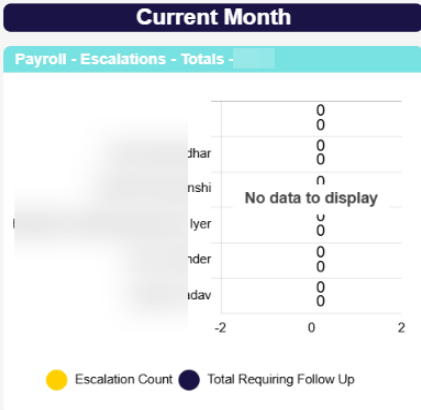 Current Month
Payroll - Escalations - Totals -
0
0
dhar
0
0
nshi
0
No data to display
Iyer
0
0
nder
0
0
adav
0
0
-2
0
2
Escalation Count
Total Requiring Follow Up